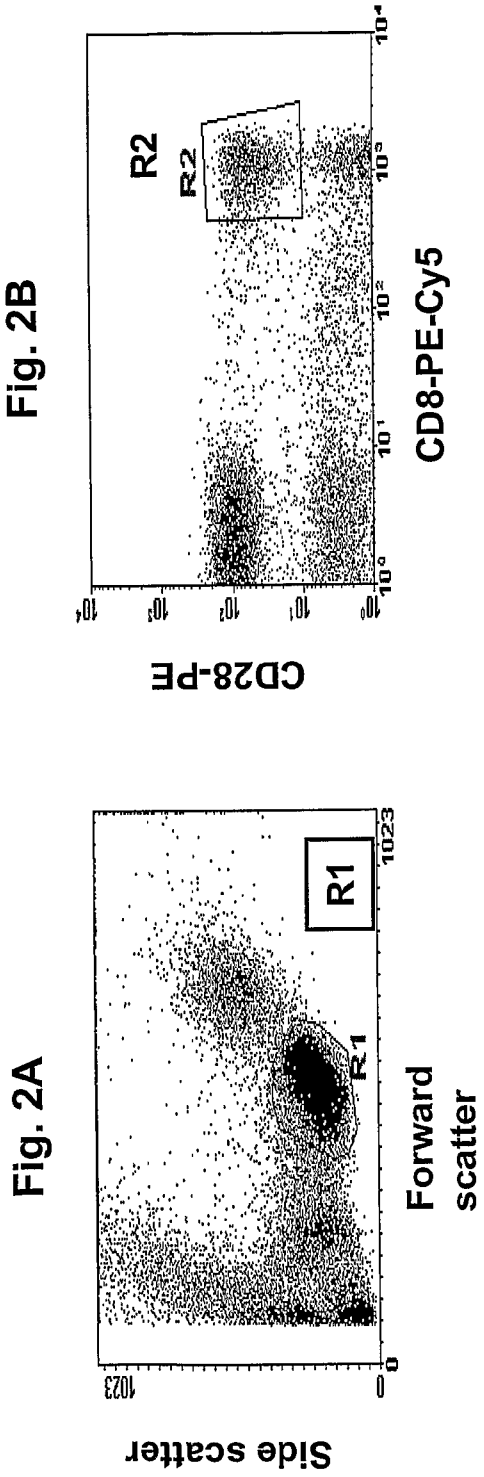 Fig. 2A
Side scatter
1023
0
R1
R1
0
1023
Forward
scatter
Fig. 2B
CD28-PE
10⁴
10³
10²
10¹
10⁰
R2
R2
10⁰
10¹
10²
10³
10⁴
CD8-PE-Cy5